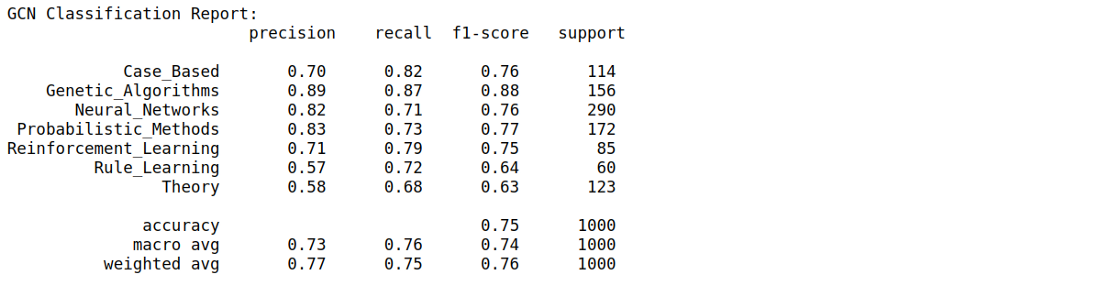 GCN Classification Report:
precision recall f1-score support
Case_Based 0.70 0.82 0.76 114
Genetic_Algorithms 0.89 0.87 0.88 156
Neural_Networks 0.82 0.71 0.76 290
Probabilistic_Methods 0.83 0.73 0.77 172
Reinforcement_Learning 0.71 0.79 0.75 85
Rule_Learning 0.57 0.72 0.64 60
Theory 0.58 0.68 0.63 123
accuracy 0.75 1000
macro avg 0.73 0.76 0.74 1000
weighted avg 0.77 0.75 0.76 1000